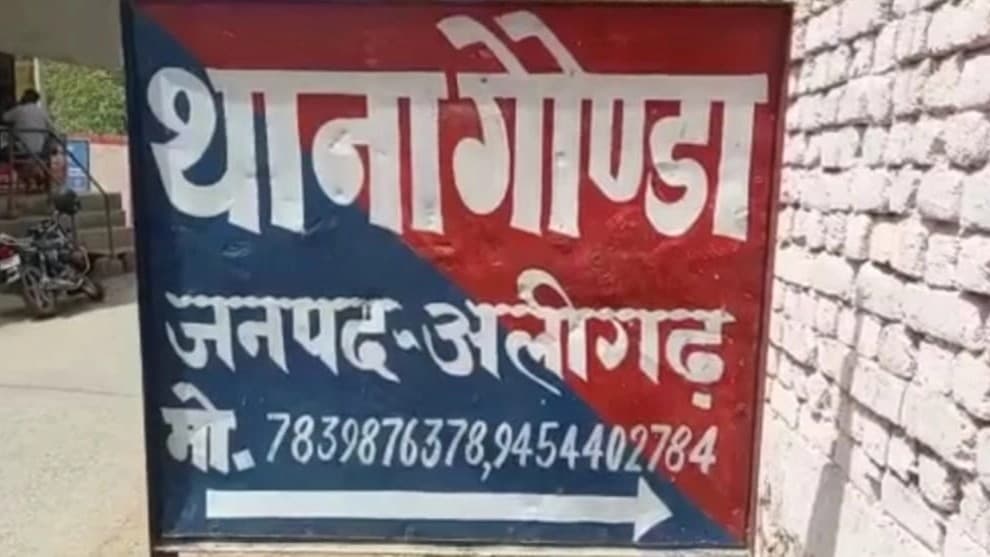 थाना गौण्डा
जनपद-अलीगढ़
मो. 7839876378,9454402784